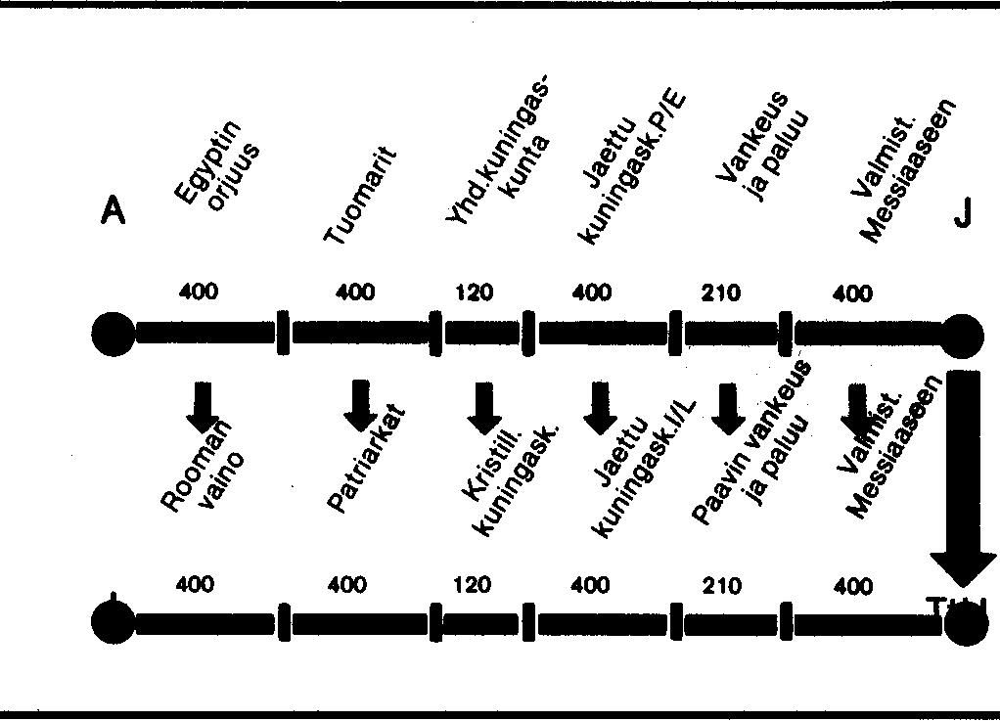 A
Egyptin
orjuus
Tuomarit
Yhd.kuningas-
kunta
Jaettu
kuningask.P/E
Vankeus
ja paluu
Valmist.
Messiaaseen
J
400
400
120
400
210
400
Rooman
vaino
Patriarkat
Kristill.
kuningask.
Jaettu
kuningask.I/L
Paavin vankeus
ja paluu
Valmist.
Messiaaseen
400
400
120
400
210
400